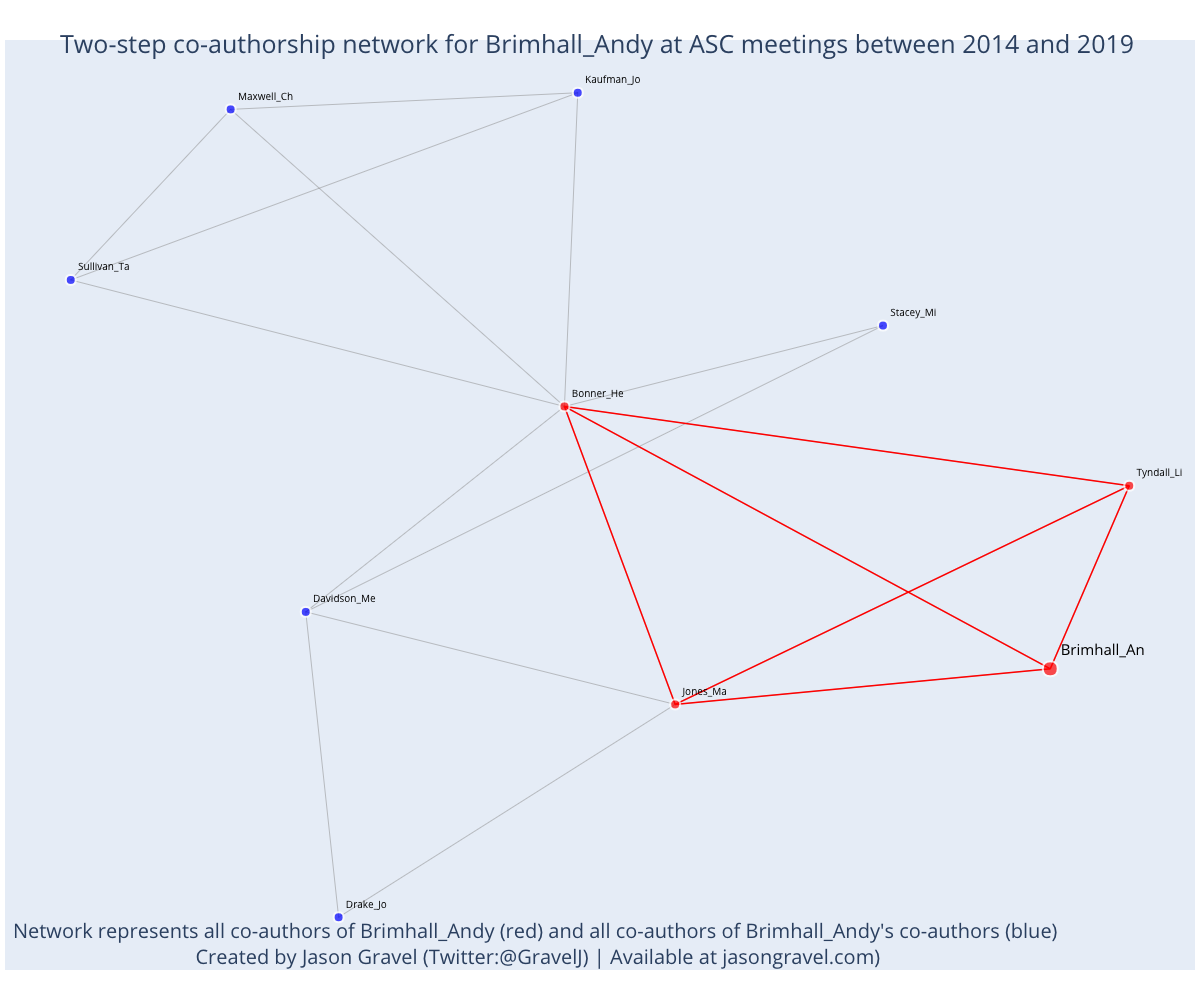 Two-step co-authorship network for Brimhall_Andy at ASC meetings between 2014 and 2019
Kaufman_Jo
Maxwell_Ch
Sullivan_Ta
Stacey_Mi
Bonner_He
Tyndall_Li
Davidson_Me
Brimhall_An
Jones_Ma
Drake_Jo
Network represents all co-authors of Brimhall_Andy (red) and all co-authors of Brimhall_Andy's co-authors (blue)
Created by Jason Gravel (Twitter:@GravelJ) | Available at jasongravel.com)